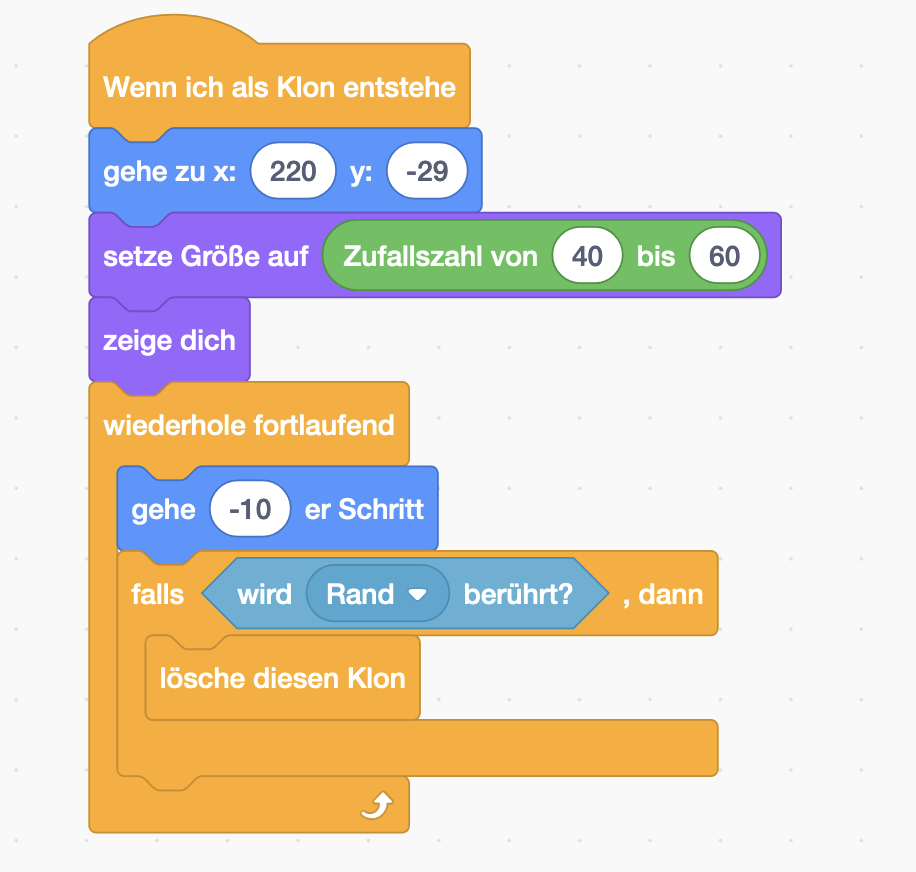 Wenn ich als Klon entstehe
gehe zu x: 220 y: -29
setze Größe auf Zufallszahl von 40 bis 60
zeige dich
wiederhole fortlaufend
gehe -10 er Schritt
falls wird Rand berührt? , dann
lösche diesen Klon